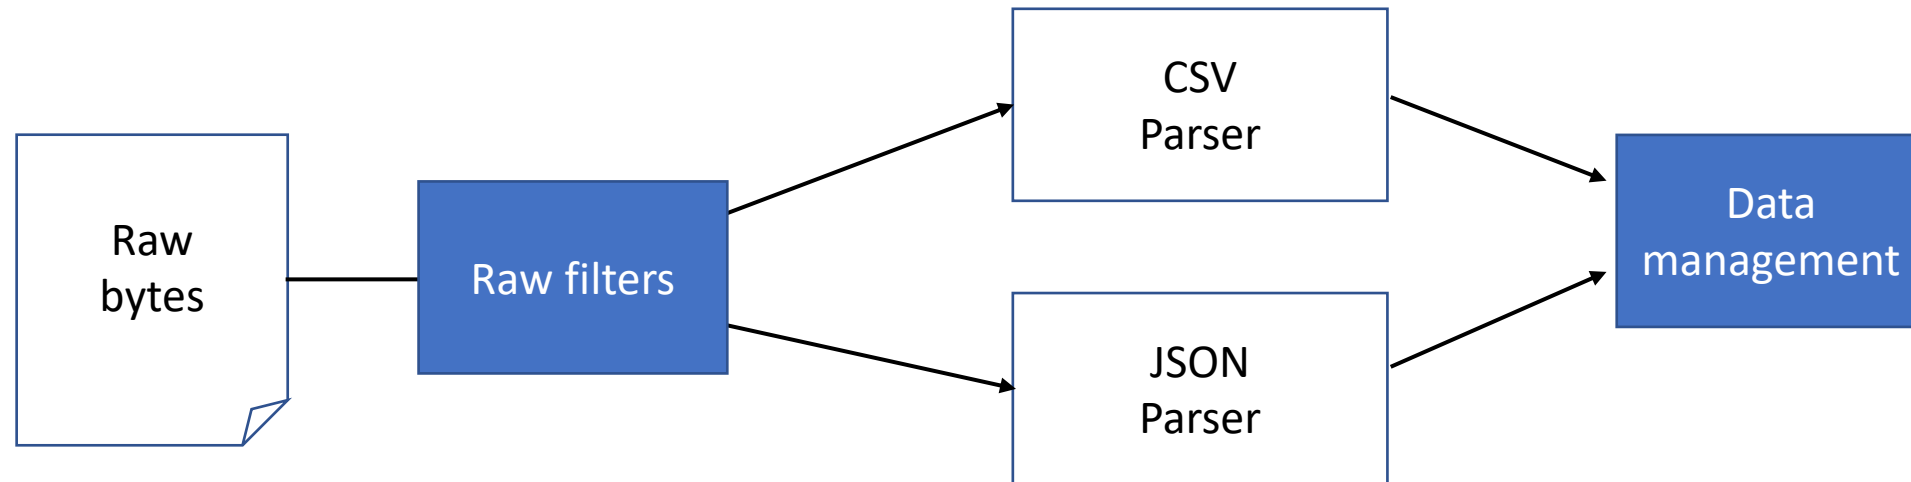 Raw
bytes
Raw filters
CSV
Parser
JSON
Parser
Data
management